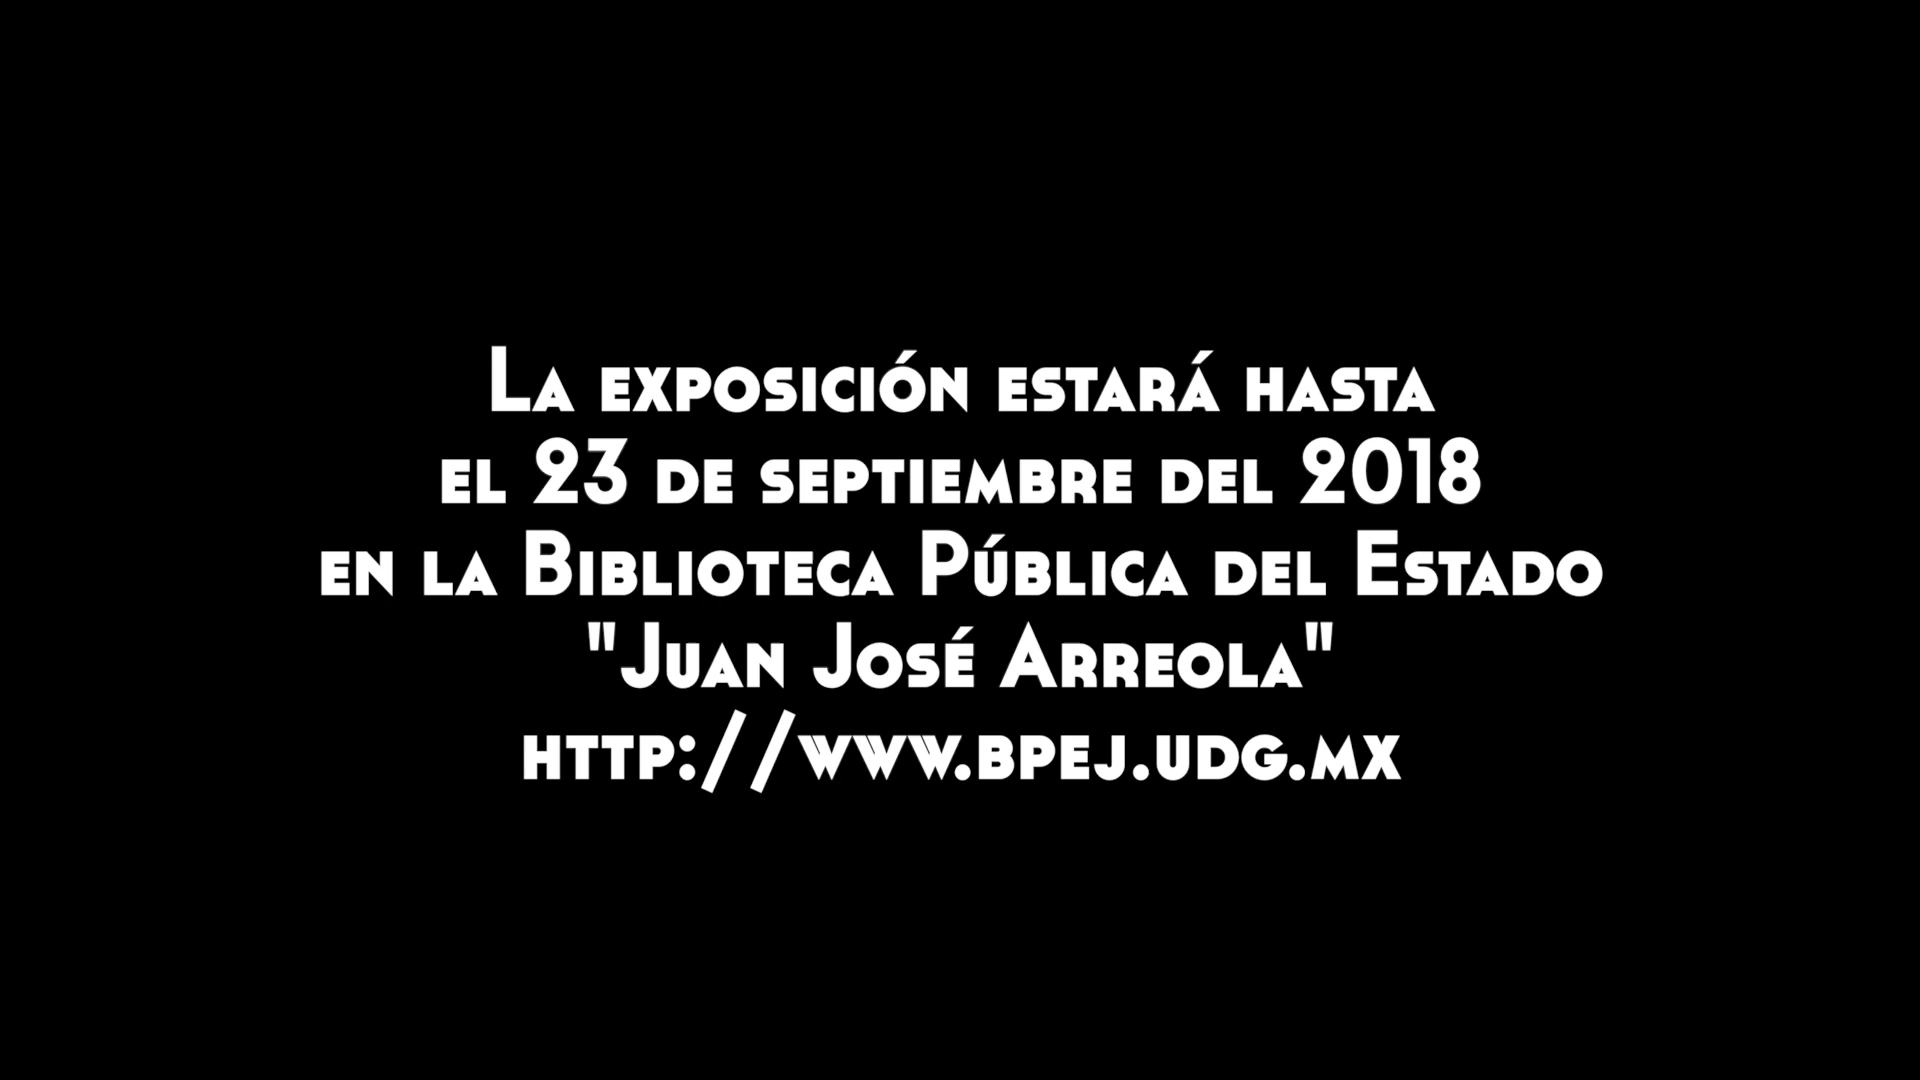 La exposición estará hasta
el 23 de septiembre del 2018
en la Biblioteca Pública del Estado
"Juan José Arreola"
http://www.bpej.udg.mx